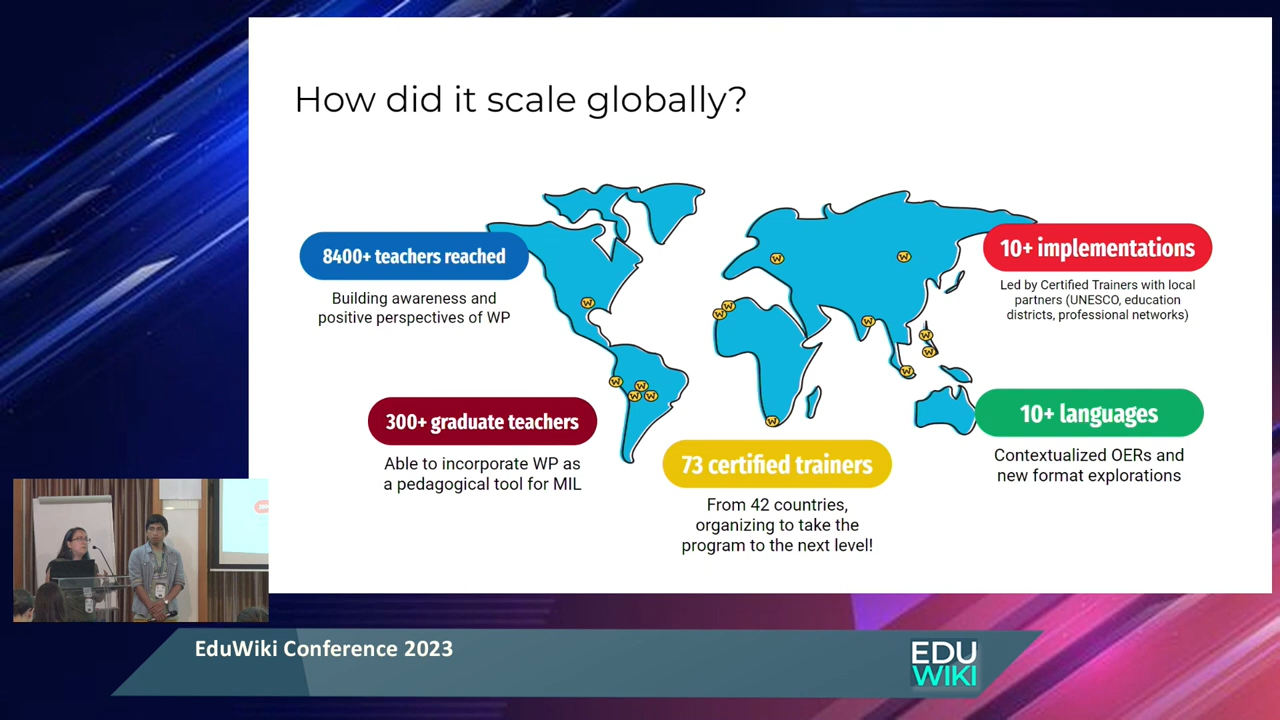 How did it scale globally?
8400+ teachers reached
Building awareness and
positive perspectives of WP
10+ implementations
Led by Certified Trainers with local
partners (UNESCO, education
districts, professional networks)
300+ graduate teachers
Able to incorporate WP as
a pedagogical tool for MIL
73 certified trainers
From 42 countries,
organizing to take the
program to the next level!
10+ languages
Contextualized OERs and
new format explorations
W
W
W
W
W
W
W
W
W
W
W
W
W
W
EduWiki Conference 2023
EDU
WIKI